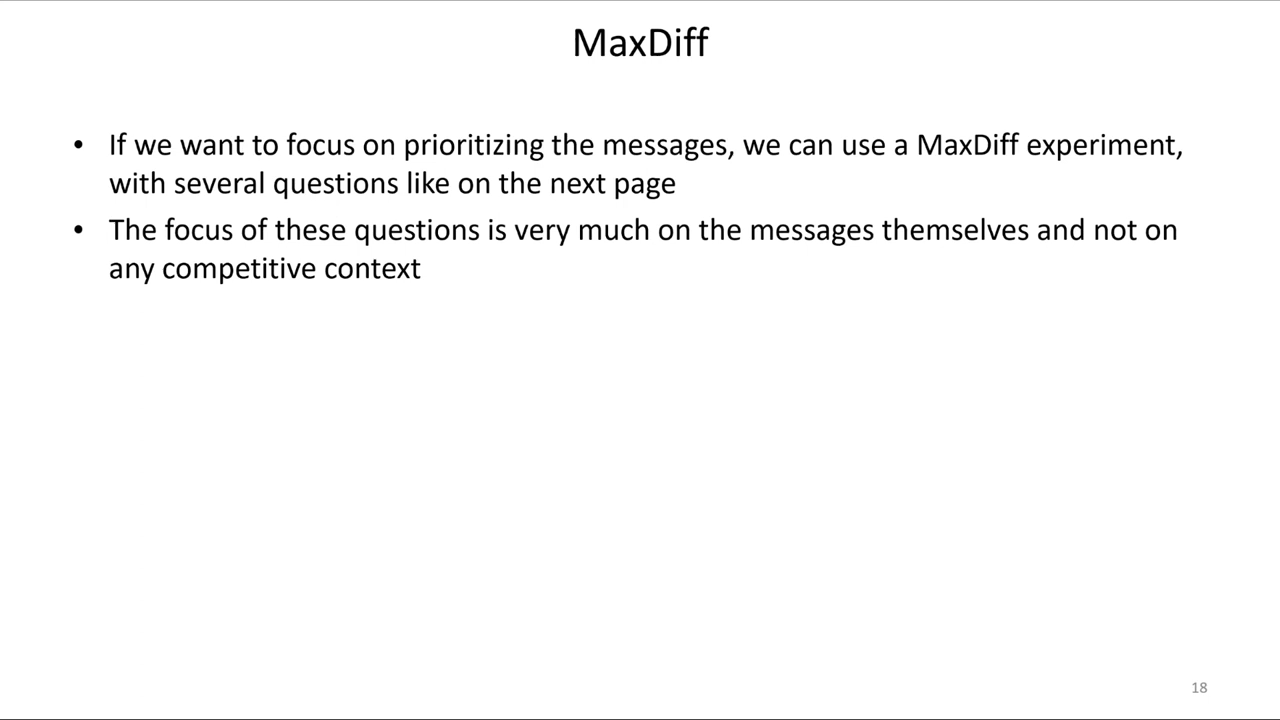 MaxDiff
• If we want to focus on prioritizing the messages, we can use a MaxDiff experiment,
with several questions like on the next page
• The focus of these questions is very much on the messages themselves and not on
any competitive context
18